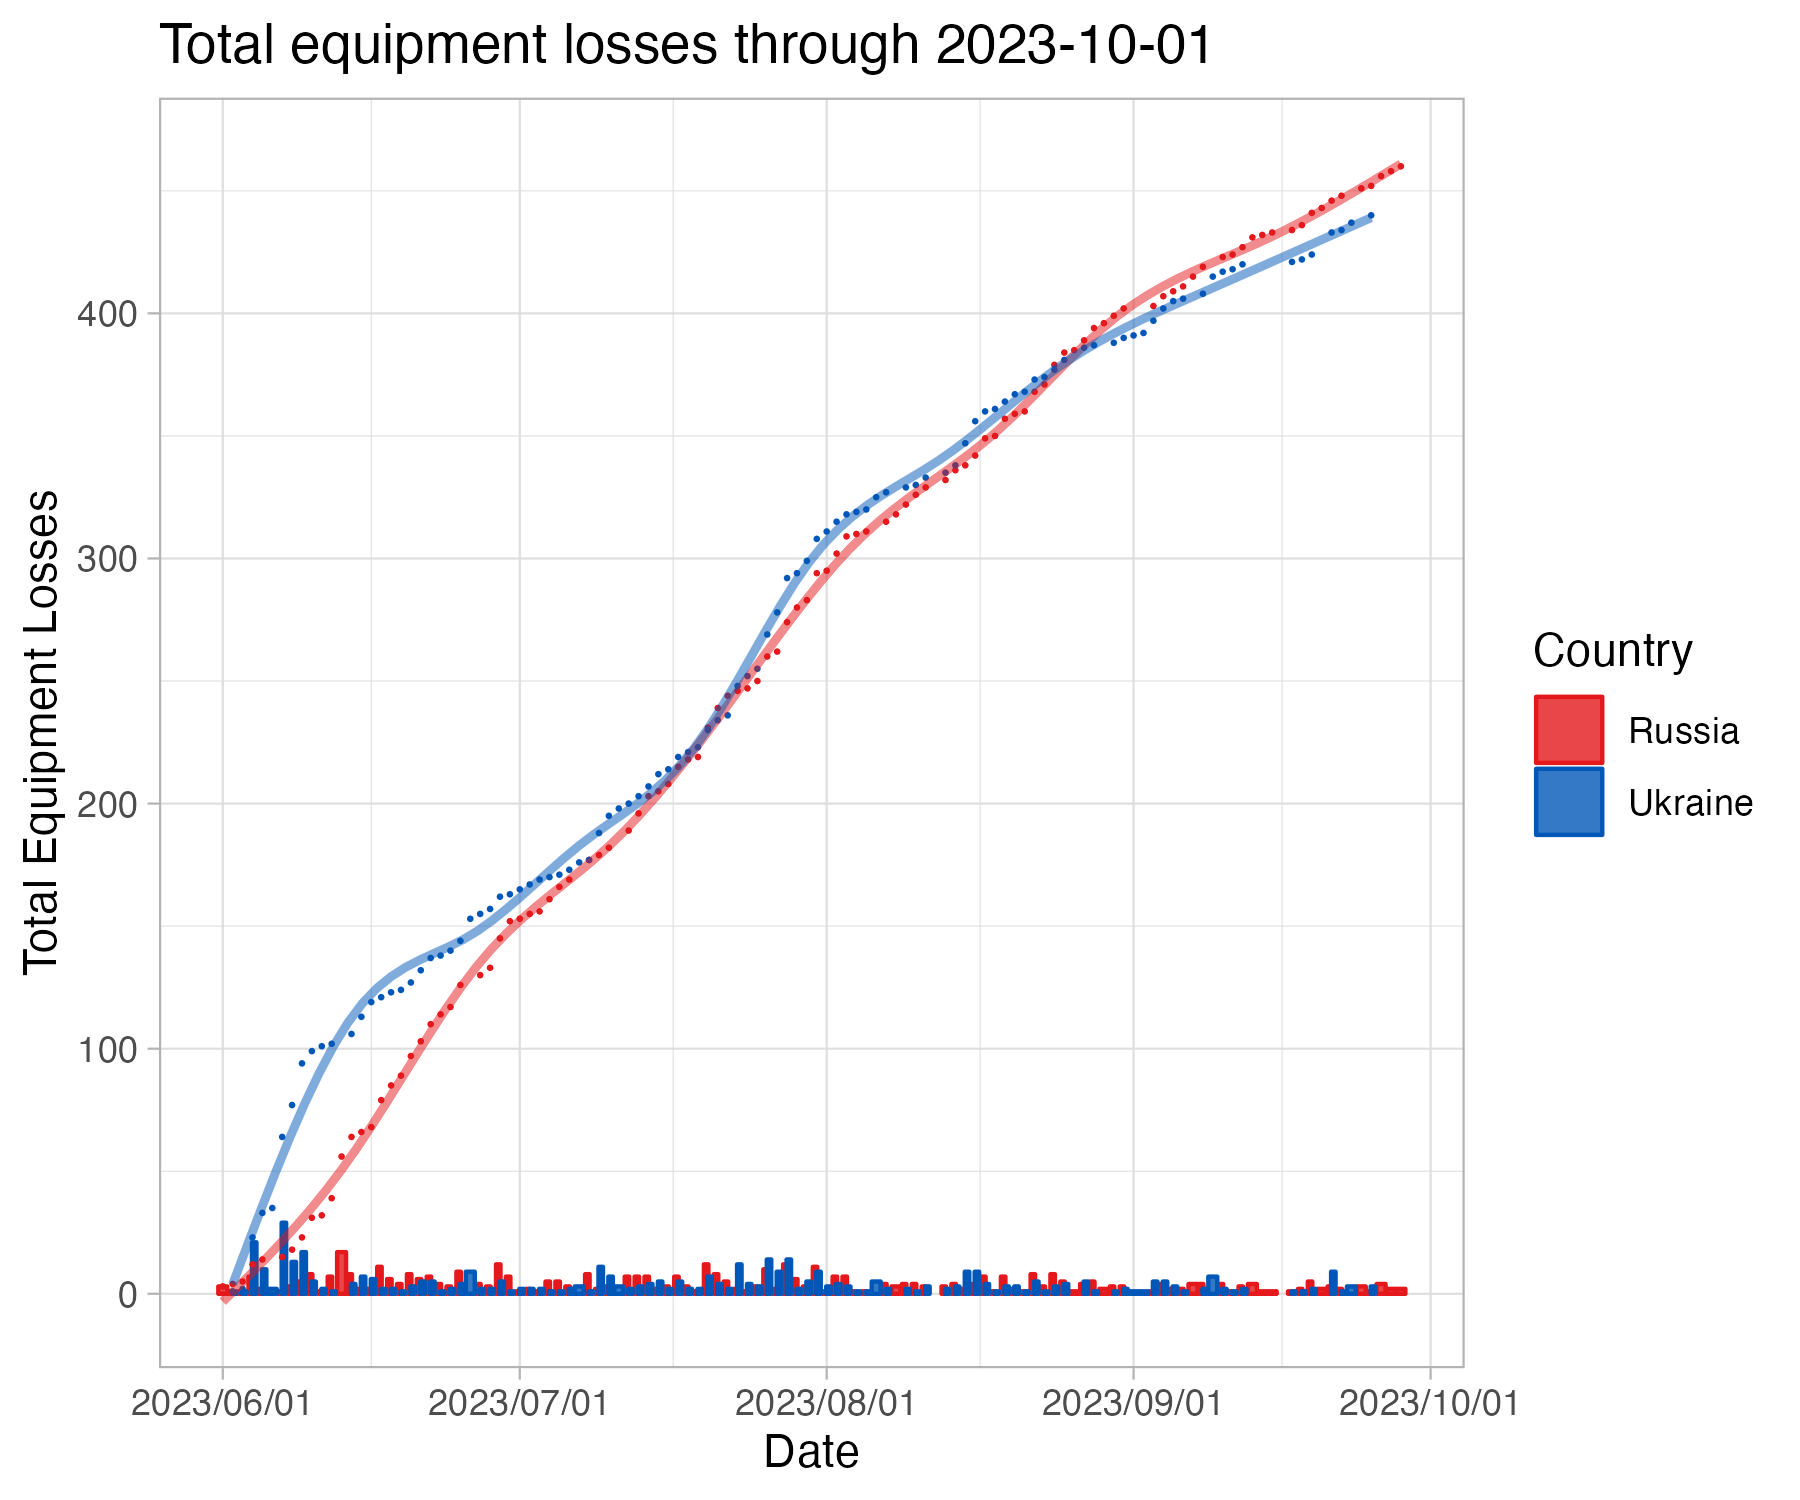 Total equipment losses through 2023-10-01
Total Equipment Losses
400
300
200
100
0
2023/06/01 2023/07/01 2023/08/01 2023/09/01 2023/10/01
Date
Country
Russia
Ukraine